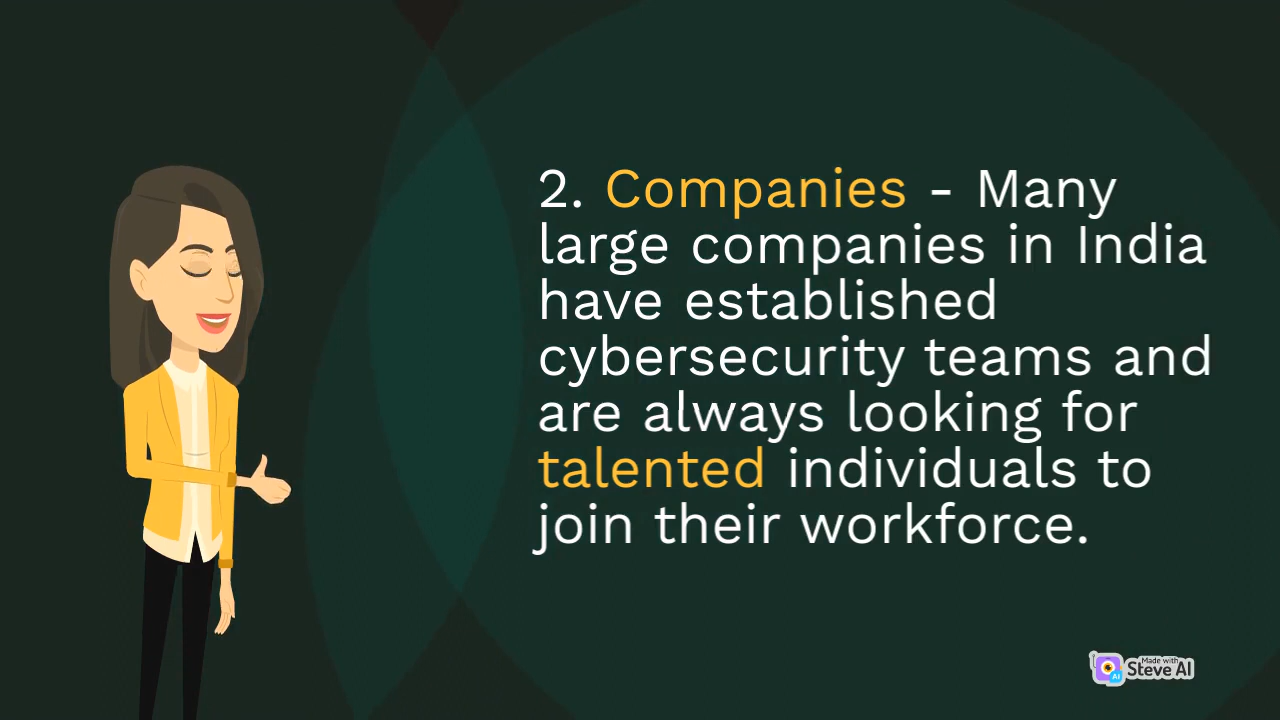 2. Companies - Many
large companies in India
have established
cybersecurity teams and
are always looking for
talented individuals to
join their workforce.
Made with
Steve AI
AI